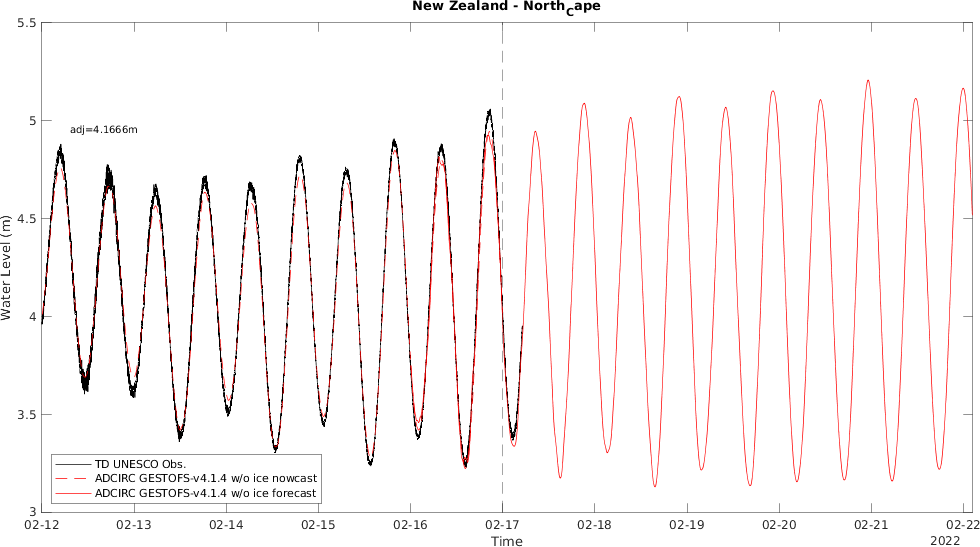 New Zealand - NorthCape
5.5
adj=4.1666m
5
4.5
Water Level (m)
4
3.5
TD UNESCO Obs.
ADCIRC GESTOFS-v4.1.4 w/o ice nowcast
ADCIRC GESTOFS-v4.1.4 w/o ice forecast
3
02-12 02-13 02-14 02-15 02-16 02-17 02-18 02-19 02-20 02-21 02-22
Time 2022